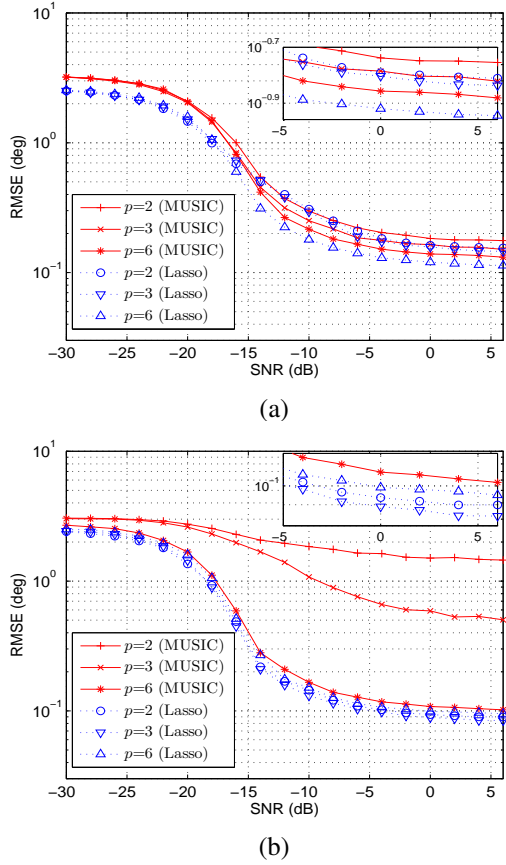 10^1
10^0
10^-1
RMSE (deg)
10^-0.7
10^-0.9
−5 0 5
p=2 (MUSIC)
p=3 (MUSIC)
p=6 (MUSIC)
p=2 (Lasso)
p=3 (Lasso)
p=6 (Lasso)
−30 −25 −20 −15 −10 −5 0 5
SNR (dB)
(a)
10^1
10^0
10^-1
RMSE (deg)
10^-1
−5 0 5
p=2 (MUSIC)
p=3 (MUSIC)
p=6 (MUSIC)
p=2 (Lasso)
p=3 (Lasso)
p=6 (Lasso)
−30 −25 −20 −15 −10 −5 0 5
SNR (dB)
(b)